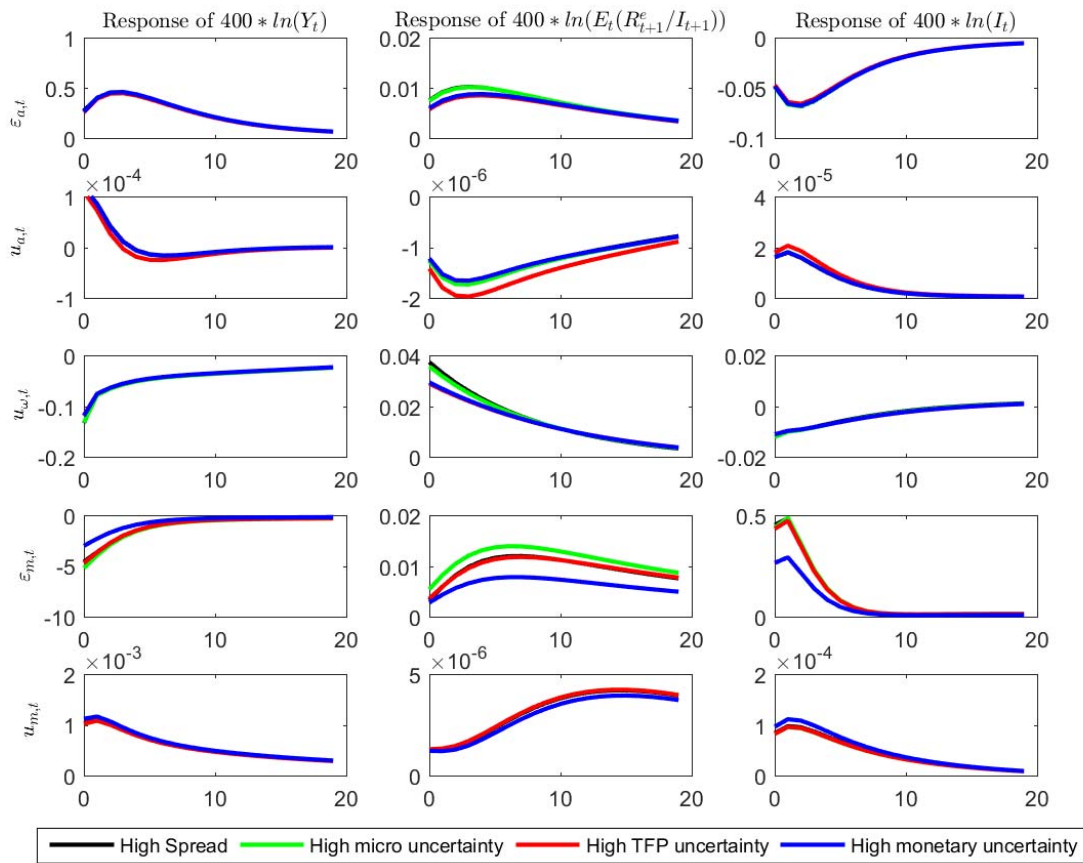 Response of 400 * ln(Y_t) Response of 400 * ln(E_t(R^e_{t+1}/I_{t+1})) Response of 400 * ln(I_t)
ε_{a,t}
1 0.5 0
0.02 0.01 0
0 -0.05 -0.1
0 10 20 0 10 20 0 10 20
×10^{-4} ×10^{-6} ×10^{-5}
u_{a,t}
1 0 -1
0 -1 -2
4 2 0
0 10 20 0 10 20 0 10 20
u_{ω,t}
0 -0.1 -0.2
0.04 0.02 0
0.02 0 -0.02
0 10 20 0 10 20 0 10 20
ε_{m,t}
0 -5 -10
0.02 0.01 0
0.5 0
0 10 20 0 10 20 0 10 20
×10^{-3} ×10^{-6} ×10^{-4}
u_{m,t}
2 1 0
5 0
2 1 0
0 10 20 0 10 20 0 10 20
High Spread High micro uncertainty High TFP uncertainty High monetary uncertainty